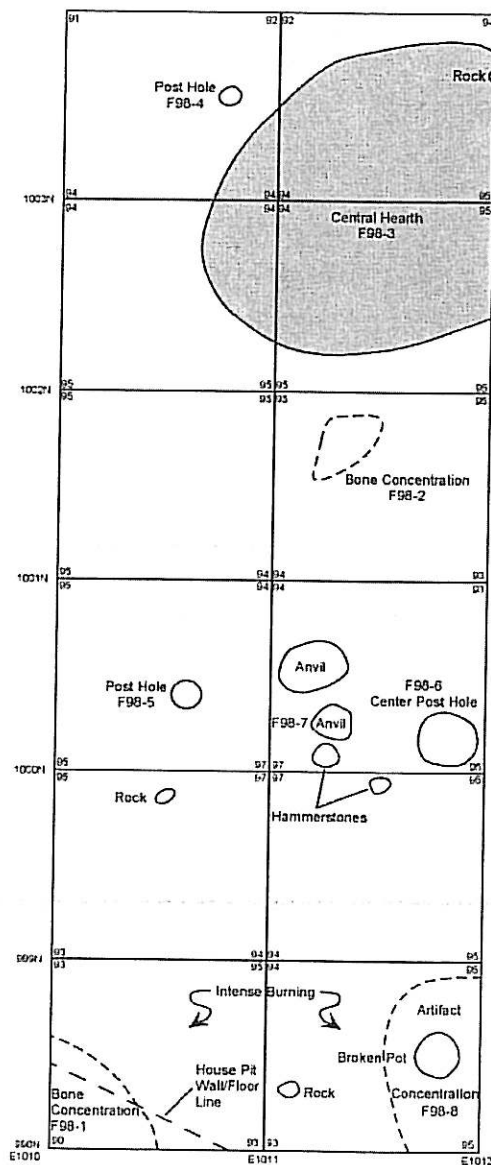 91
92 92
94
Post Hole
F98-4
Rock
94
94
94 94
94 94
95
95
1003N
Central Hearth
F98-3
95
95
95 95
93 93
95
95
1002N
Bone Concentration
F98-2
95
95
94 94
94 94
93
93
1001N
Anvil
Post Hole
F98-5
F98-6
Center Post Hole
F98-7
Anvil
95
95
97 97
97 97
95
96
1000N
Rock
Hammerstones
93
93
94 94
95 94
95
95
999N
Intense Burning
Artifact
Broken Pot
House Pit
Wall/Floor
Line
Rock
Concentration
F98-8
Bone
Concentration
F98-1
90
93 93
95
E1010
E1011
E1012